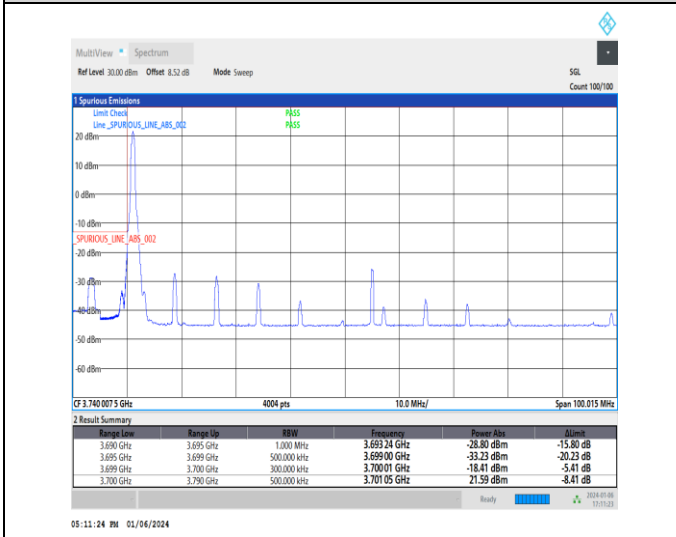 MultiView Spectrum
Ref Level 30.00 dBm Offset 8.52 dB Mode Sweep SGL
Count 100/100
1 Spurious Emissions
Limit Check PASS
Line _SPURIOUS_LINE_ABS_002 PASS
20 dBm
10 dBm
0 dBm
-10 dBm
_SPURIOUS_LINE_ABS_002
-20 dBm
-30 dBm
-40 dBm
-50 dBm
-60 dBm
CF 3.740 007 5 GHz 4004 pts 10.0 MHz/ Span 100.015 MHz
2 Result Summary
Range Low Range Up RBW Frequency Power Abs ΔLimit
3.690 GHz 3.695 GHz 1.000 MHz 3.693 24 GHz -28.80 dBm -15.80 dB
3.695 GHz 3.699 GHz 500.000 kHz 3.699 00 GHz -33.23 dBm -20.23 dB
3.699 GHz 3.700 GHz 300.000 kHz 3.700 01 GHz -18.41 dBm -5.41 dB
3.700 GHz 3.790 GHz 500.000 kHz 3.701 05 GHz 21.59 dBm -8.41 dB
Ready 2024-01-06
17:11:23
05:11:24 PM 01/06/2024